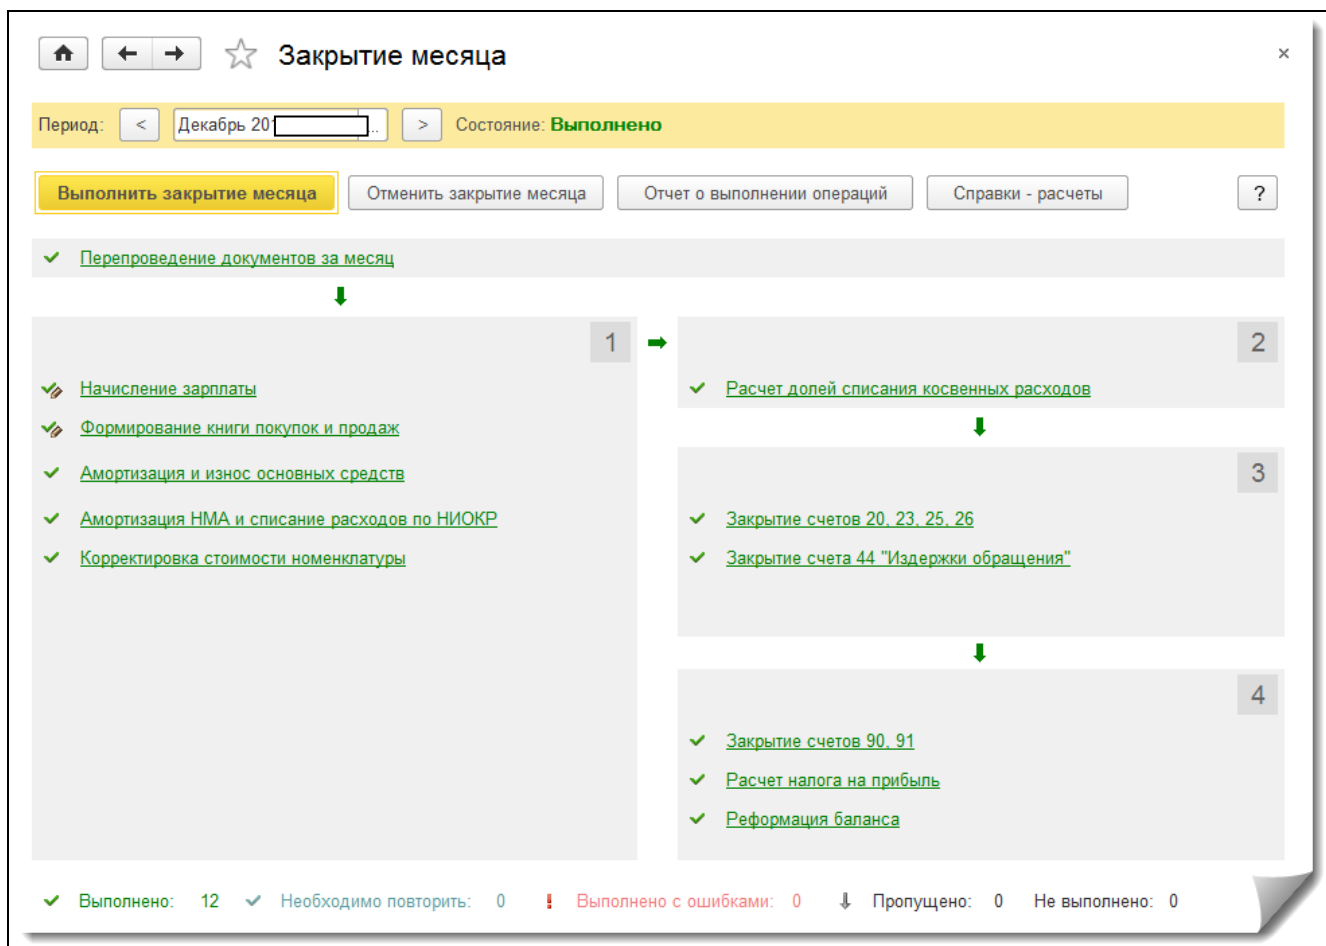 Закрытие месяца
×
Период: < Декабрь 201 ... > Состояние: Выполнено
Выполнить закрытие месяца Отменить закрытие месяца Отчет о выполнении операций Справки - расчеты ?
Перепроведение документов за месяц
1
Начисление зарплаты
Формирование книги покупок и продаж
Амортизация и износ основных средств
Амортизация НМА и списание расходов по НИОКР
Корректировка стоимости номенклатуры
2
Расчет долей списания косвенных расходов
3
Закрытие счетов 20, 23, 25, 26
Закрытие счета 44 "Издержки обращения"
4
Закрытие счетов 90, 91
Расчет налога на прибыль
Реформация баланса
Выполнено: 12 Необходимо повторить: 0 Выполнено с ошибками: 0 Пропущено: 0 Не выполнено: 0